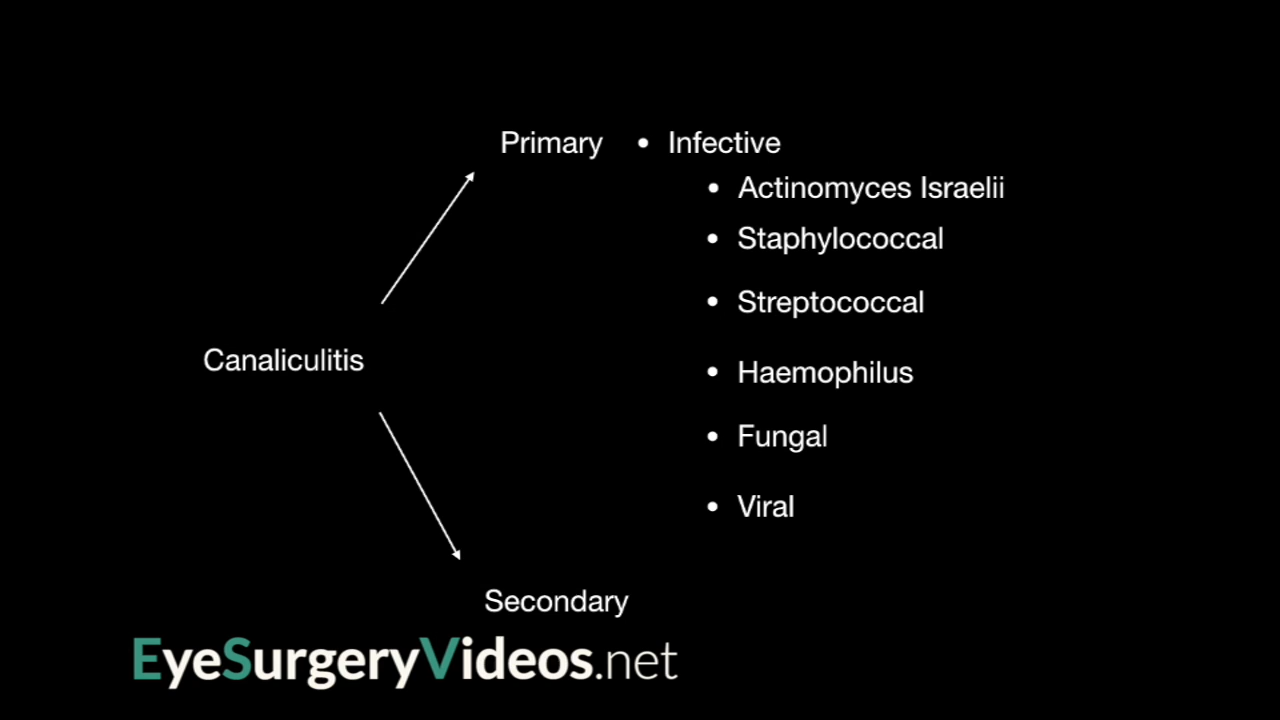 Primary • Infective
• Actinomyces Israelii
• Staphylococcal
• Streptococcal
Canaliculitis
• Haemophilus
• Fungal
• Viral
Secondary
EyeSurgeryVideos.net